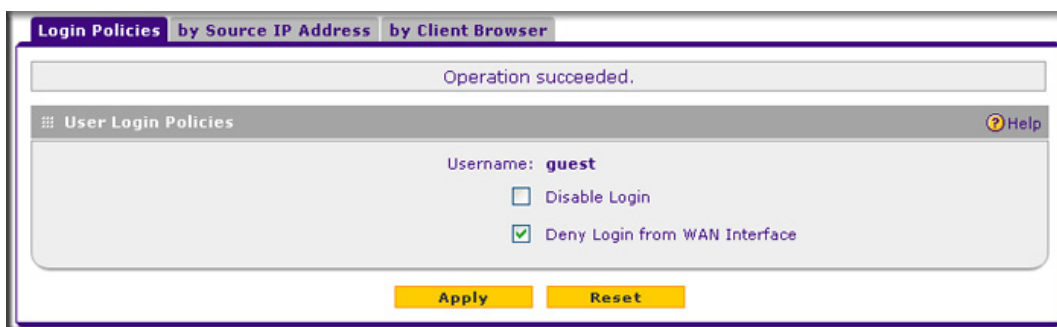 Login Policies by Source IP Address by Client Browser
Operation succeeded.
User Login Policies Help
Username: guest
Disable Login
Deny Login from WAN Interface
Apply Reset